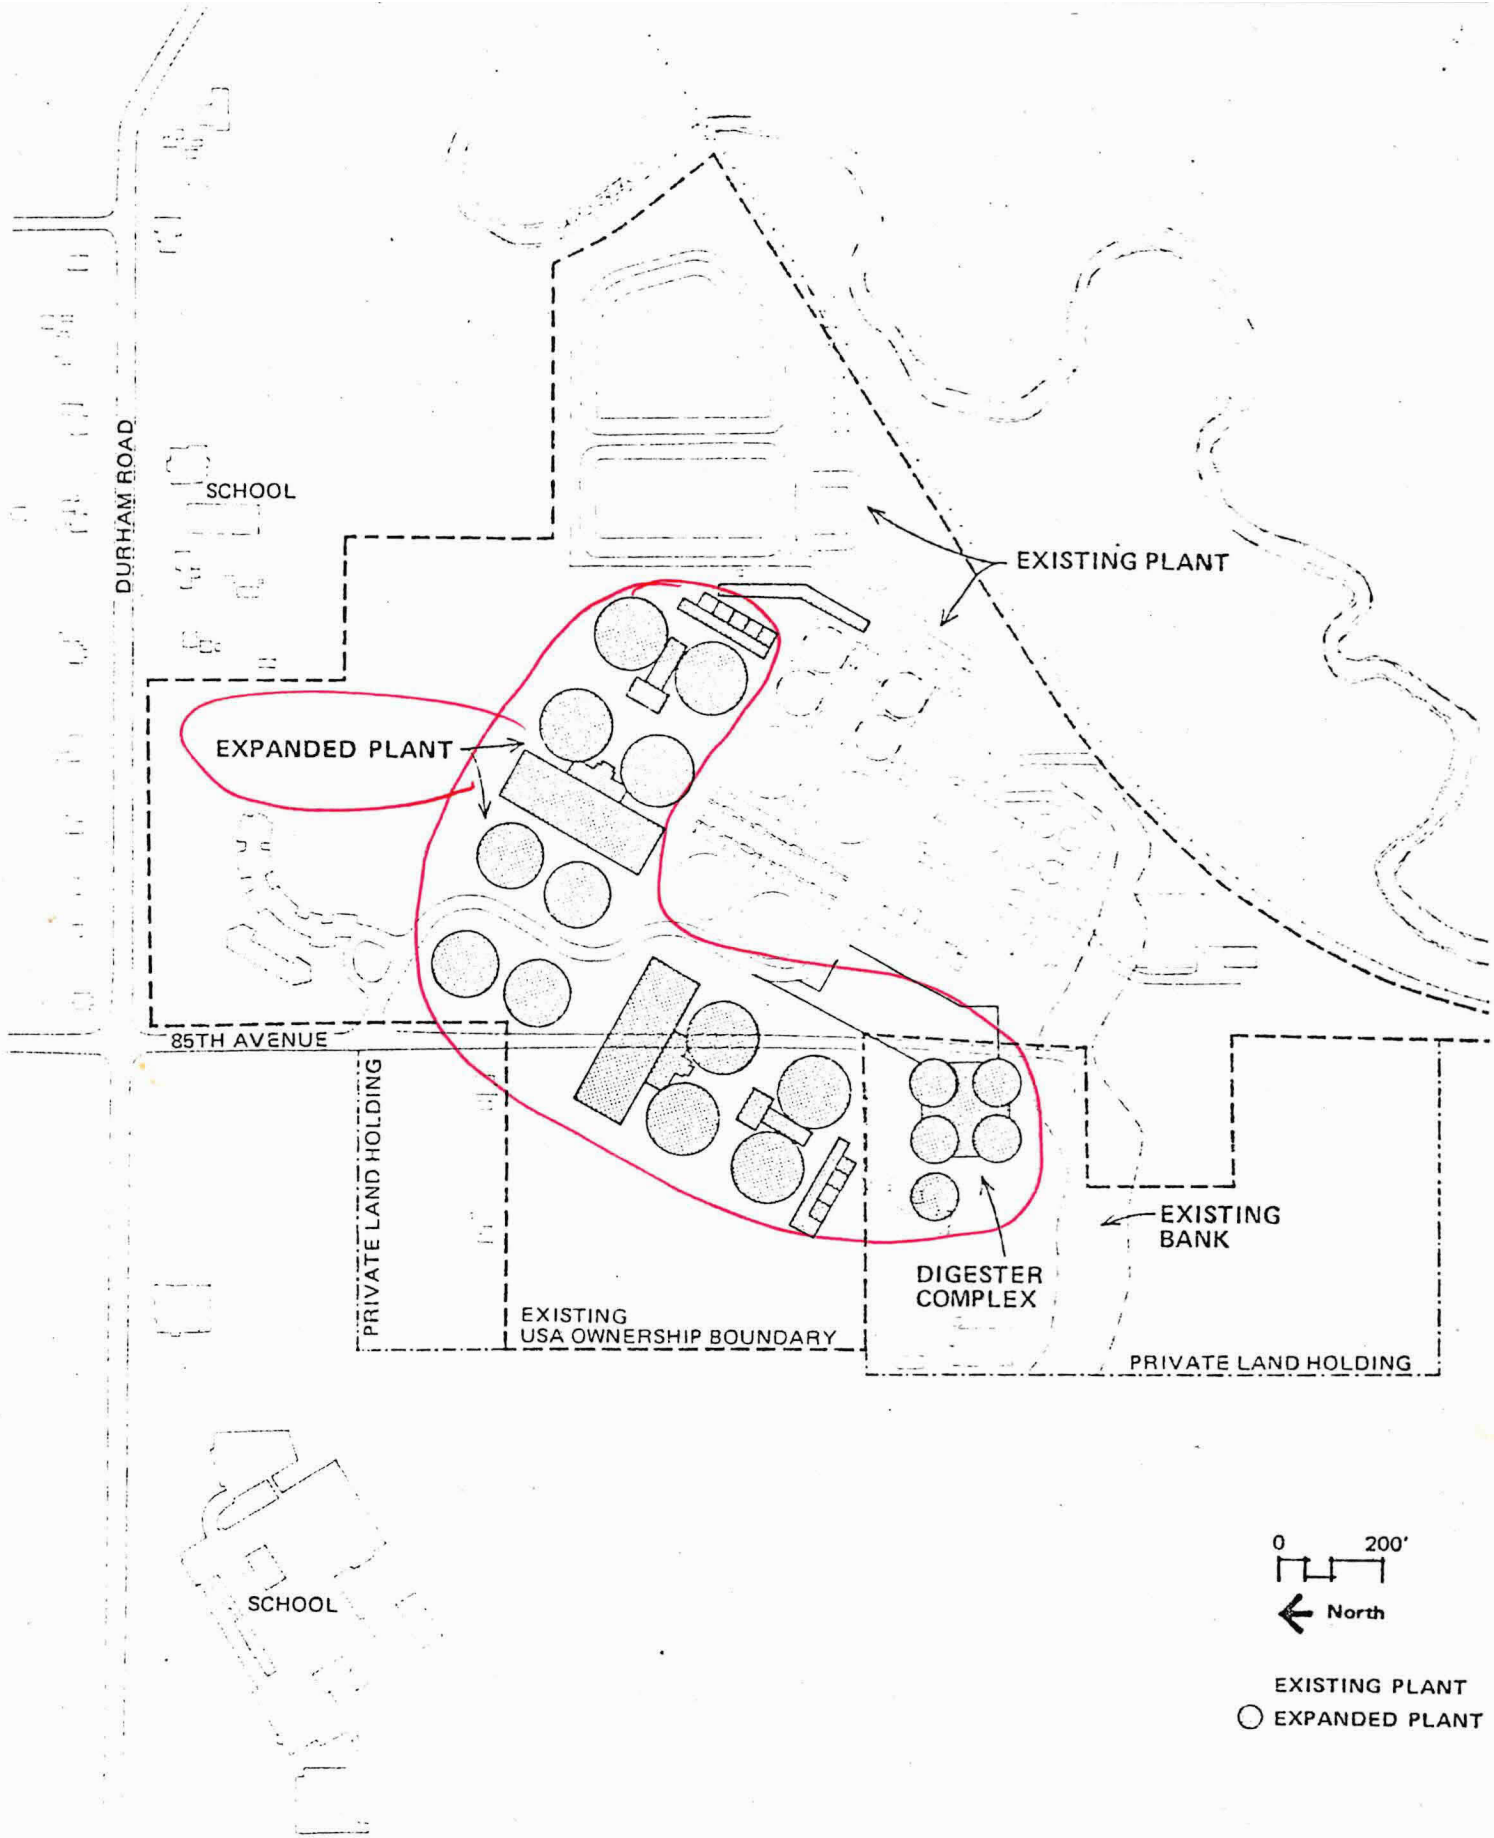 DURHAM ROAD
SCHOOL
EXISTING PLANT
EXPANDED PLANT
85TH AVENUE
PRIVATE LAND HOLDING
EXISTING
USA OWNERSHIP BOUNDARY
DIGESTER
COMPLEX
EXISTING
BANK
PRIVATE LAND HOLDING
SCHOOL
0 200'
North
EXISTING PLANT
EXPANDED PLANT